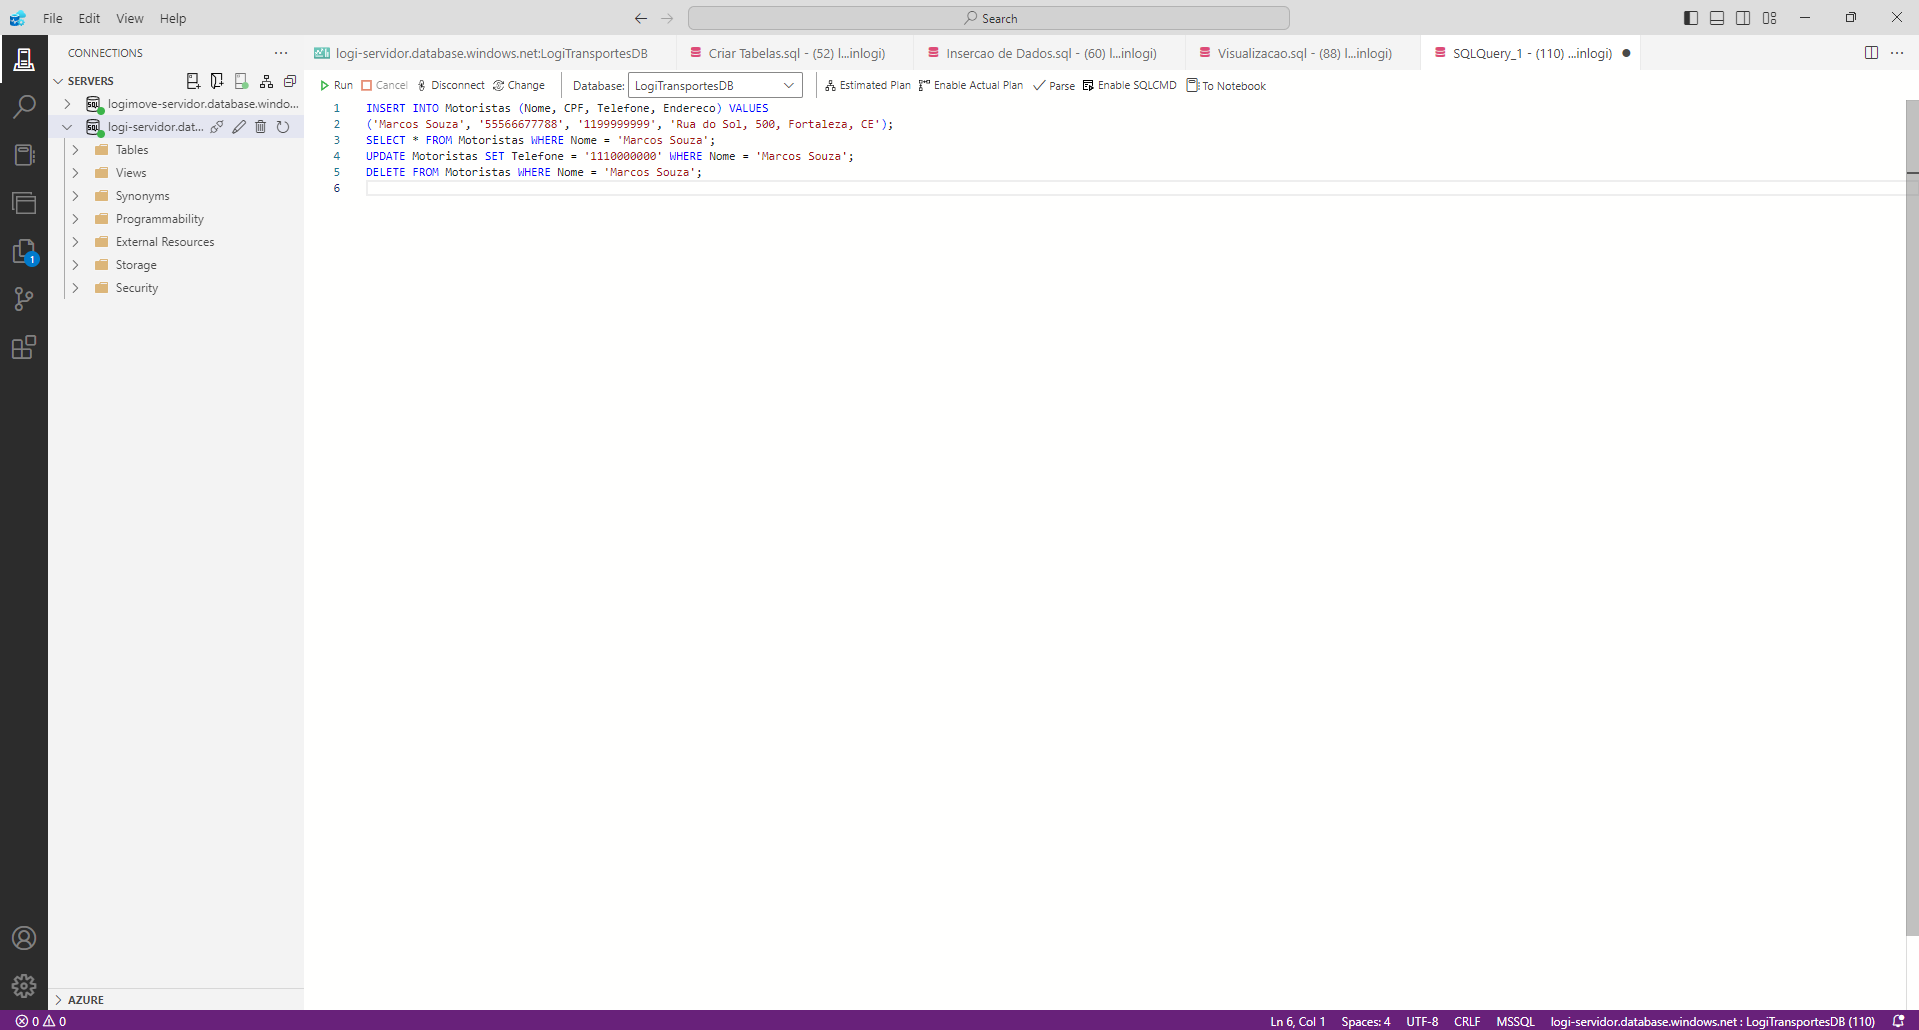 File Edit View Help
Search
CONNECTIONS
SERVERS
logimove-servidor.database.windo...
logi-servidor.dat...
Tables
Views
Synonyms
Programmability
External Resources
Storage
Security
1
AZURE
logi-servidor.database.windows.net:LogiTransportesDB
Criar Tabelas.sql - (52) l...inlogi)
Insercao de Dados.sql - (60) l...inlogi)
Visualizacao.sql - (88) l...inlogi)
SQLQuery_1 - (110) ...inlogi)
Run Cancel Disconnect Change Database: LogiTransportesDB Estimated Plan Enable Actual Plan Parse Enable SQLCMD To Notebook
1 INSERT INTO Motoristas (Nome, CPF, Telefone, Endereco) VALUES
2 ('Marcos Souza', '55566677788', '1199999999', 'Rua do Sol, 500, Fortaleza, CE');
3 SELECT * FROM Motoristas WHERE Nome = 'Marcos Souza';
4 UPDATE Motoristas SET Telefone = '1110000000' WHERE Nome = 'Marcos Souza';
5 DELETE FROM Motoristas WHERE Nome = 'Marcos Souza';
6
0 0 Ln 6, Col 1 Spaces: 4 UTF-8 CRLF MSSQL logi-servidor.database.windows.net : LogiTransportesDB (110)